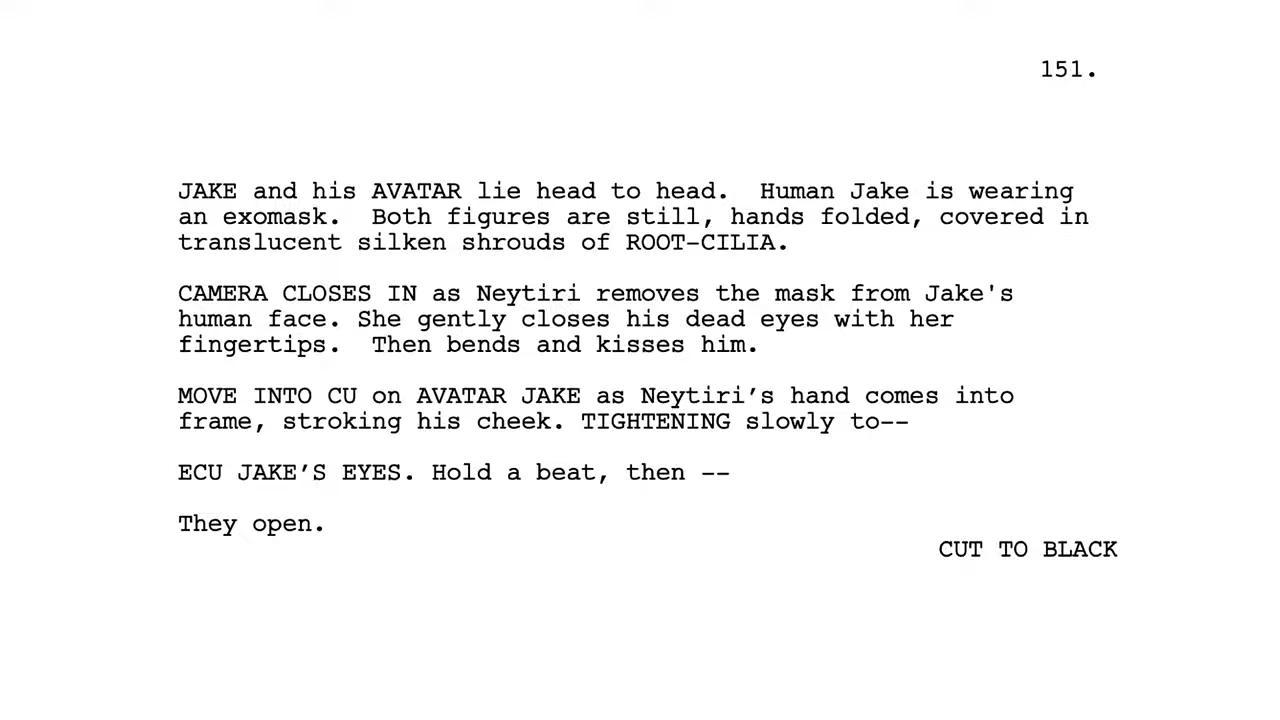 151.
JAKE and his AVATAR lie head to head.  Human Jake is wearing
an exomask.  Both figures are still, hands folded, covered in
translucent silken shrouds of ROOT-CILIA.
CAMERA CLOSES IN as Neytiri removes the mask from Jake's
human face. She gently closes his dead eyes with her
fingertips.  Then bends and kisses him.
MOVE INTO CU on AVATAR JAKE as Neytiri’s hand comes into
frame, stroking his cheek. TIGHTENING slowly to--
ECU JAKE’S EYES. Hold a beat, then --
They open.
CUT TO BLACK